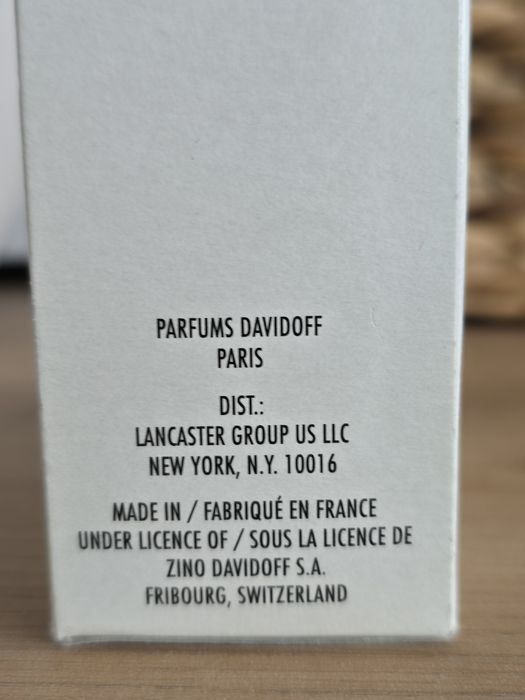 PARFUMS DAVIDOFF
PARIS
DIST.:
LANCASTER GROUP US LLC
NEW YORK, N.Y. 10016
MADE IN / FABRIQUÉ EN FRANCE
UNDER LICENCE OF / SOUS LA LICENCE DE
ZINO DAVIDOFF S.A.
FRIBOURG, SWITZERLAND